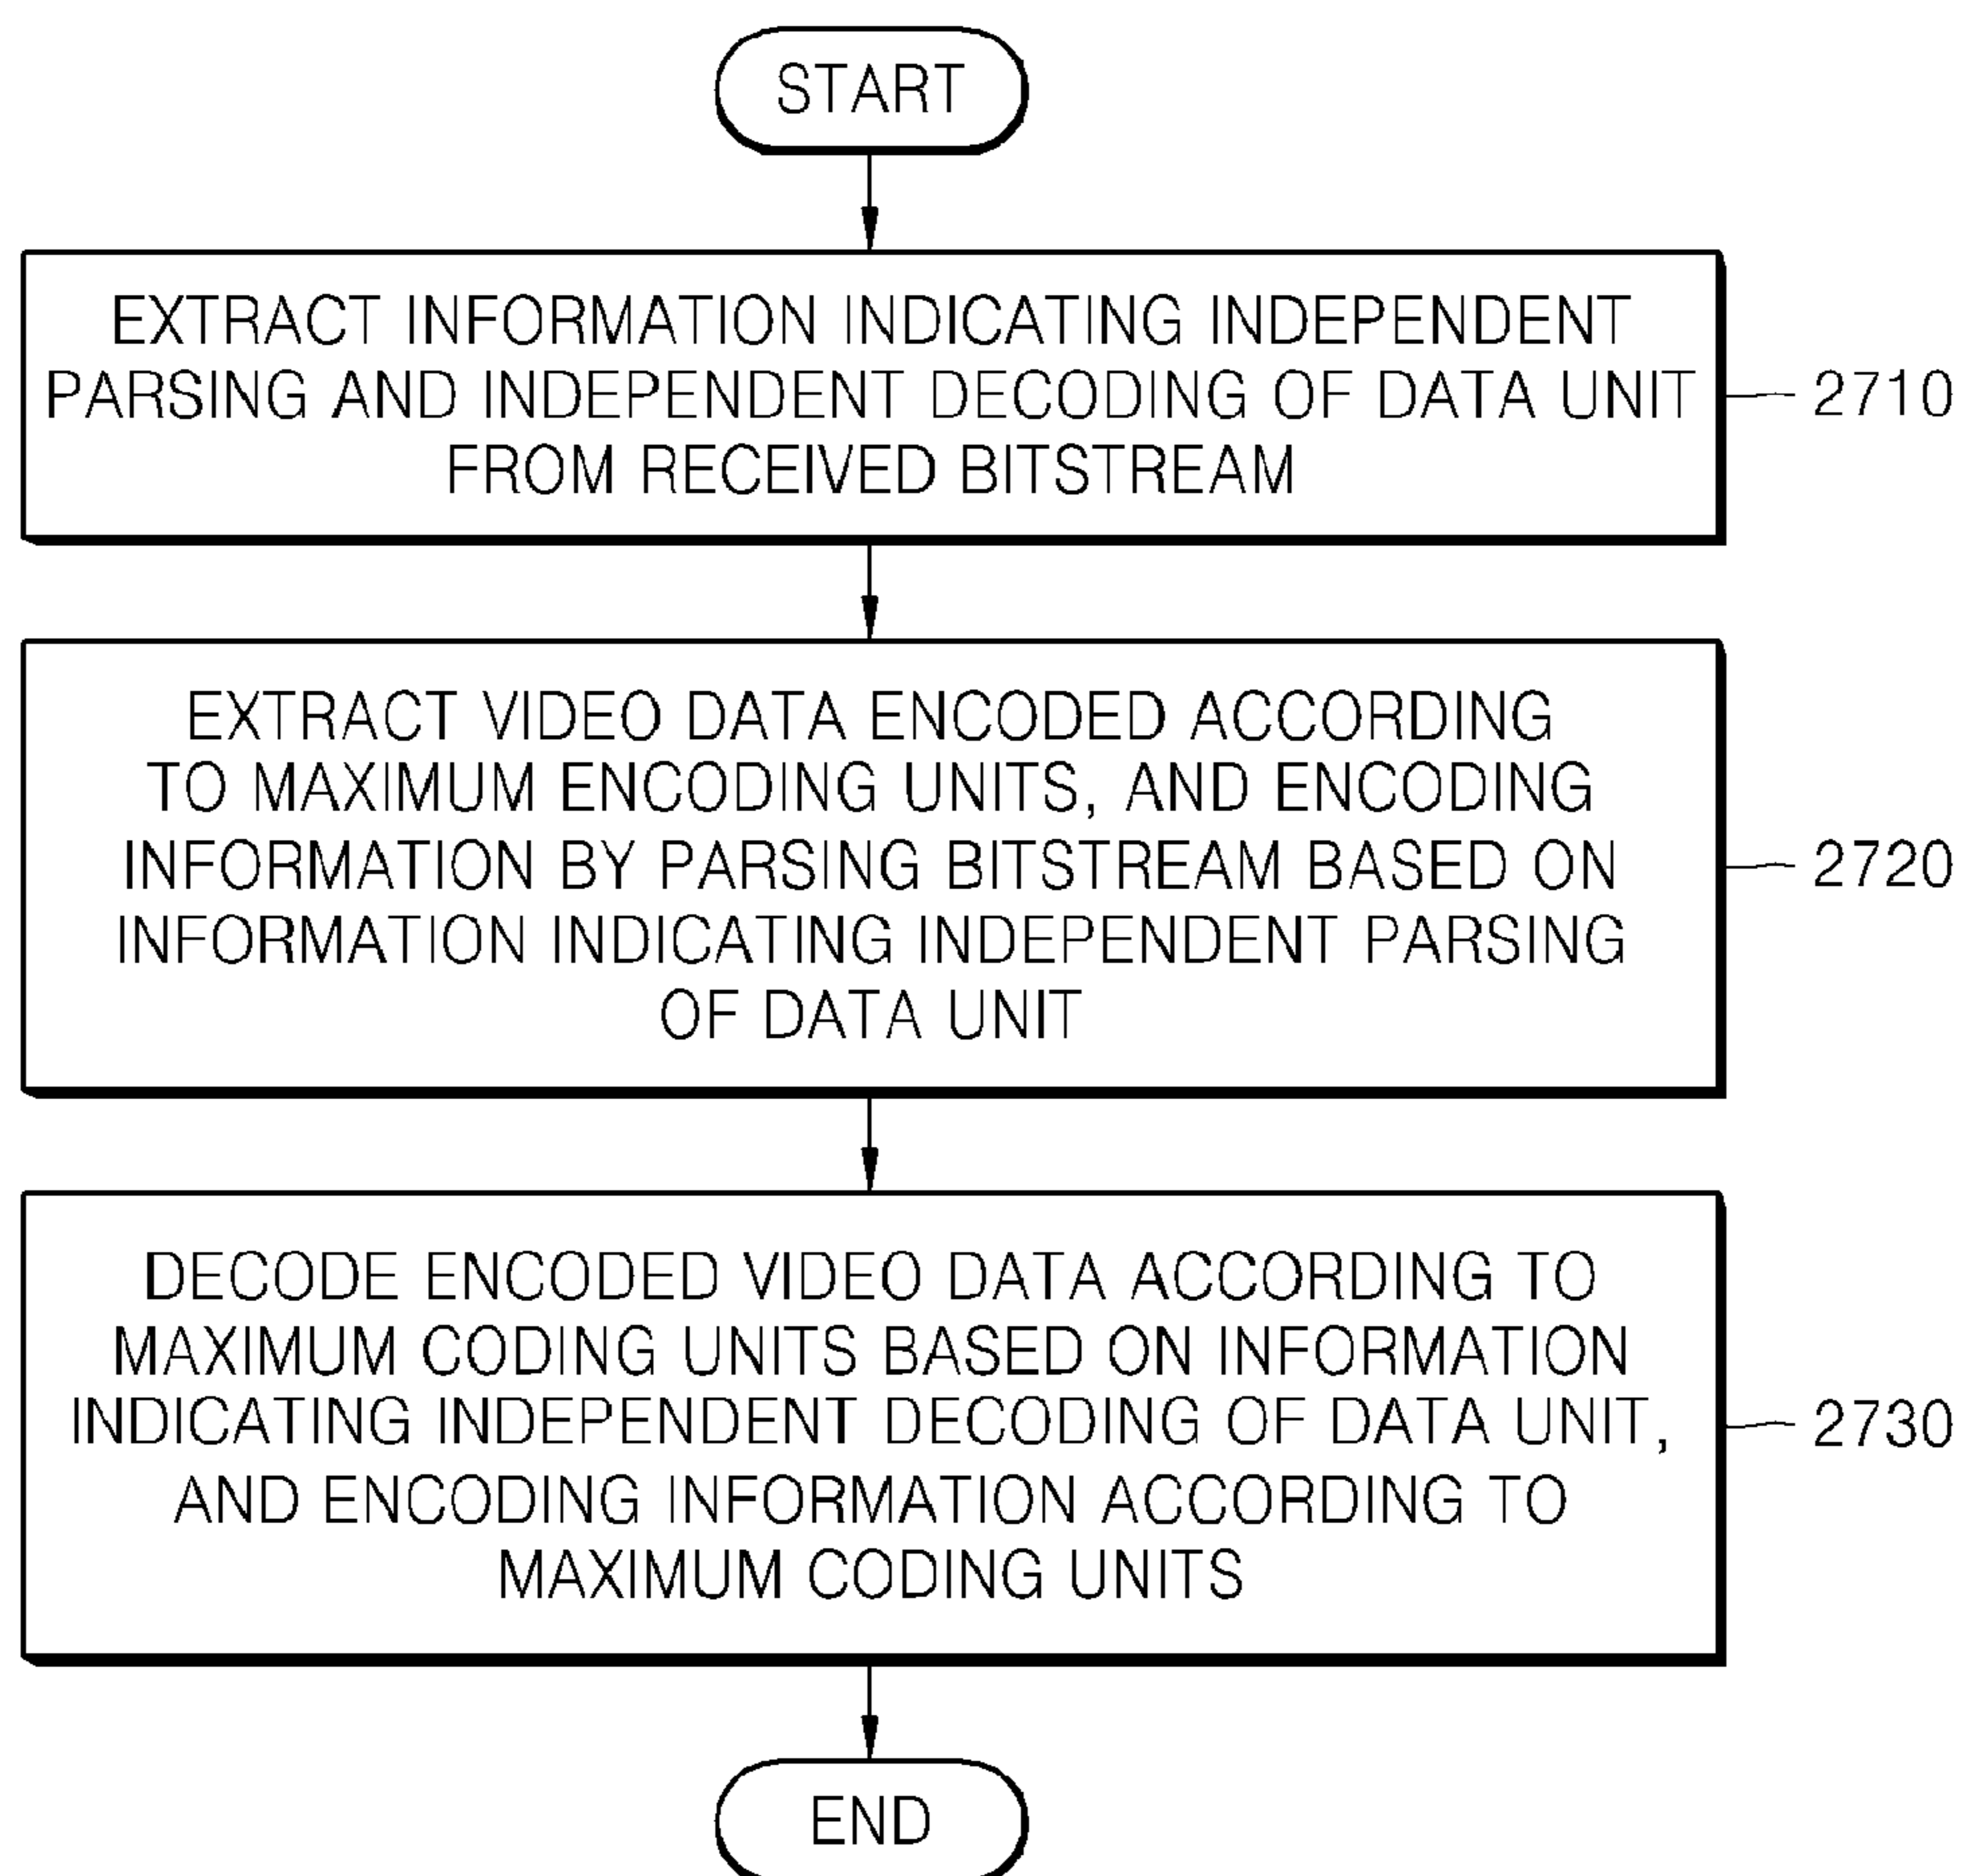 START
EXTRACT INFORMATION INDICATING INDEPENDENT
PARSING AND INDEPENDENT DECODING OF DATA UNIT
FROM RECEIVED BITSTREAM
2710
EXTRACT VIDEO DATA ENCODED ACCORDING
TO MAXIMUM ENCODING UNITS, AND ENCODING
INFORMATION BY PARSING BITSTREAM BASED ON
INFORMATION INDICATING INDEPENDENT PARSING
OF DATA UNIT
2720
DECODE ENCODED VIDEO DATA ACCORDING TO
MAXIMUM CODING UNITS BASED ON INFORMATION
INDICATING INDEPENDENT DECODING OF DATA UNIT,
AND ENCODING INFORMATION ACCORDING TO
MAXIMUM CODING UNITS
2730
END